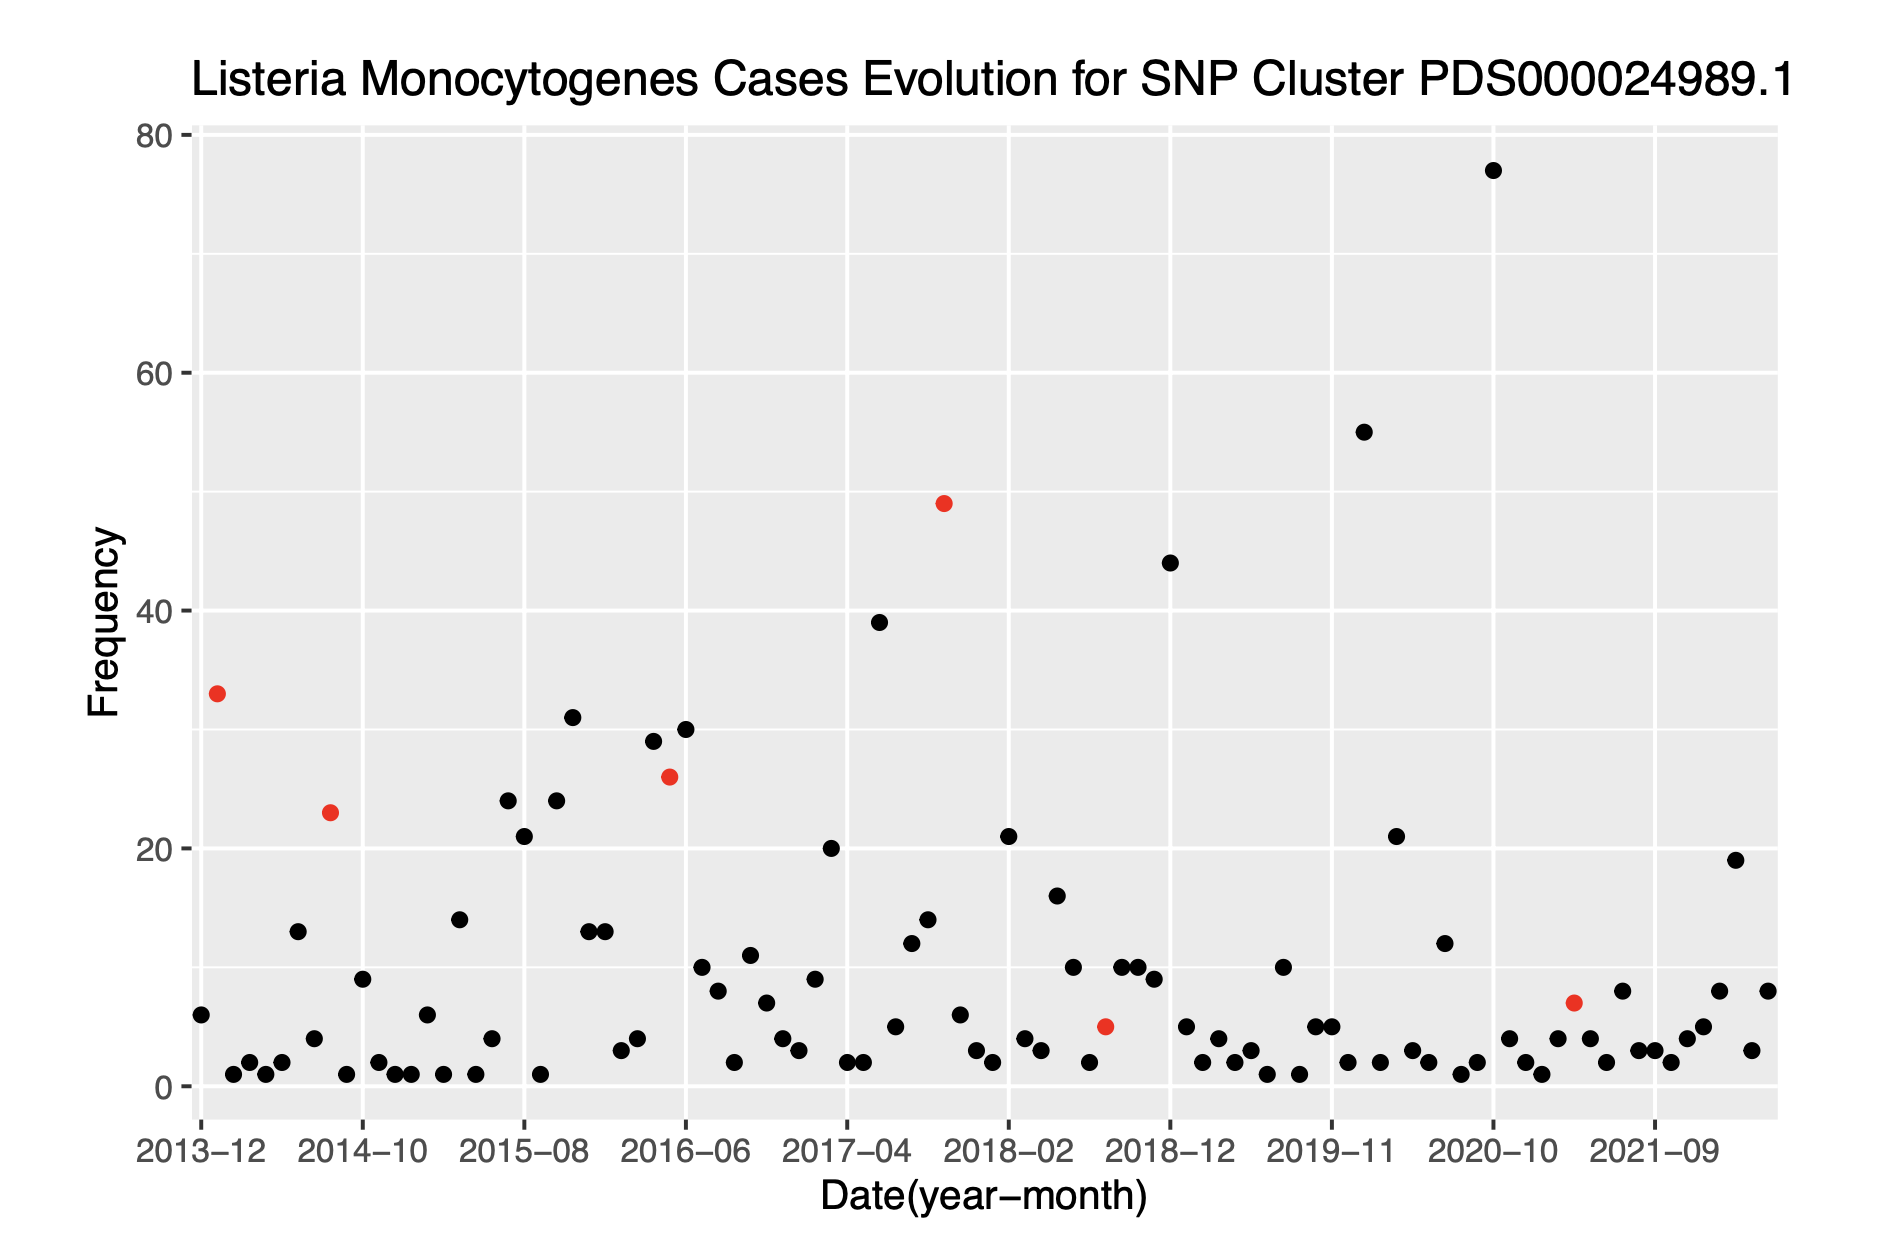 Listeria Monocytogenes Cases Evolution for SNP Cluster PDS000024989.1
80
60
40
20
0
Frequency
2013−12 2014−10 2015−08 2016−06 2017−04 2018−02 2018−12 2019−11 2020−10 2021−09
Date(year−month)